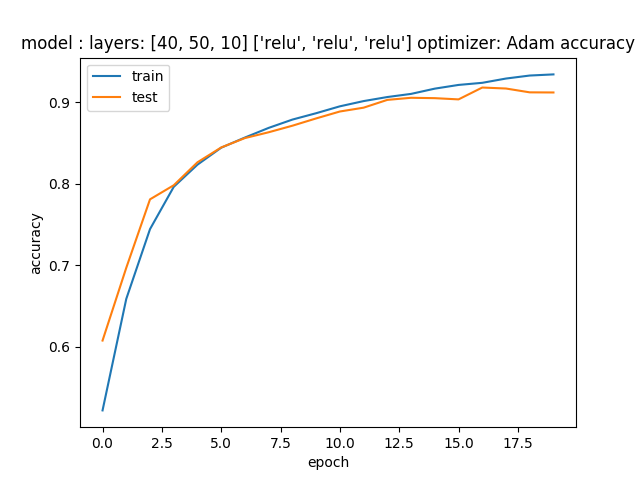 model : layers: [40, 50, 10] ['relu', 'relu', 'relu'] optimizer: Adam accuracy
train
test
0.9
0.8
0.7
0.6
accuracy
0.0 2.5 5.0 7.5 10.0 12.5 15.0 17.5
epoch